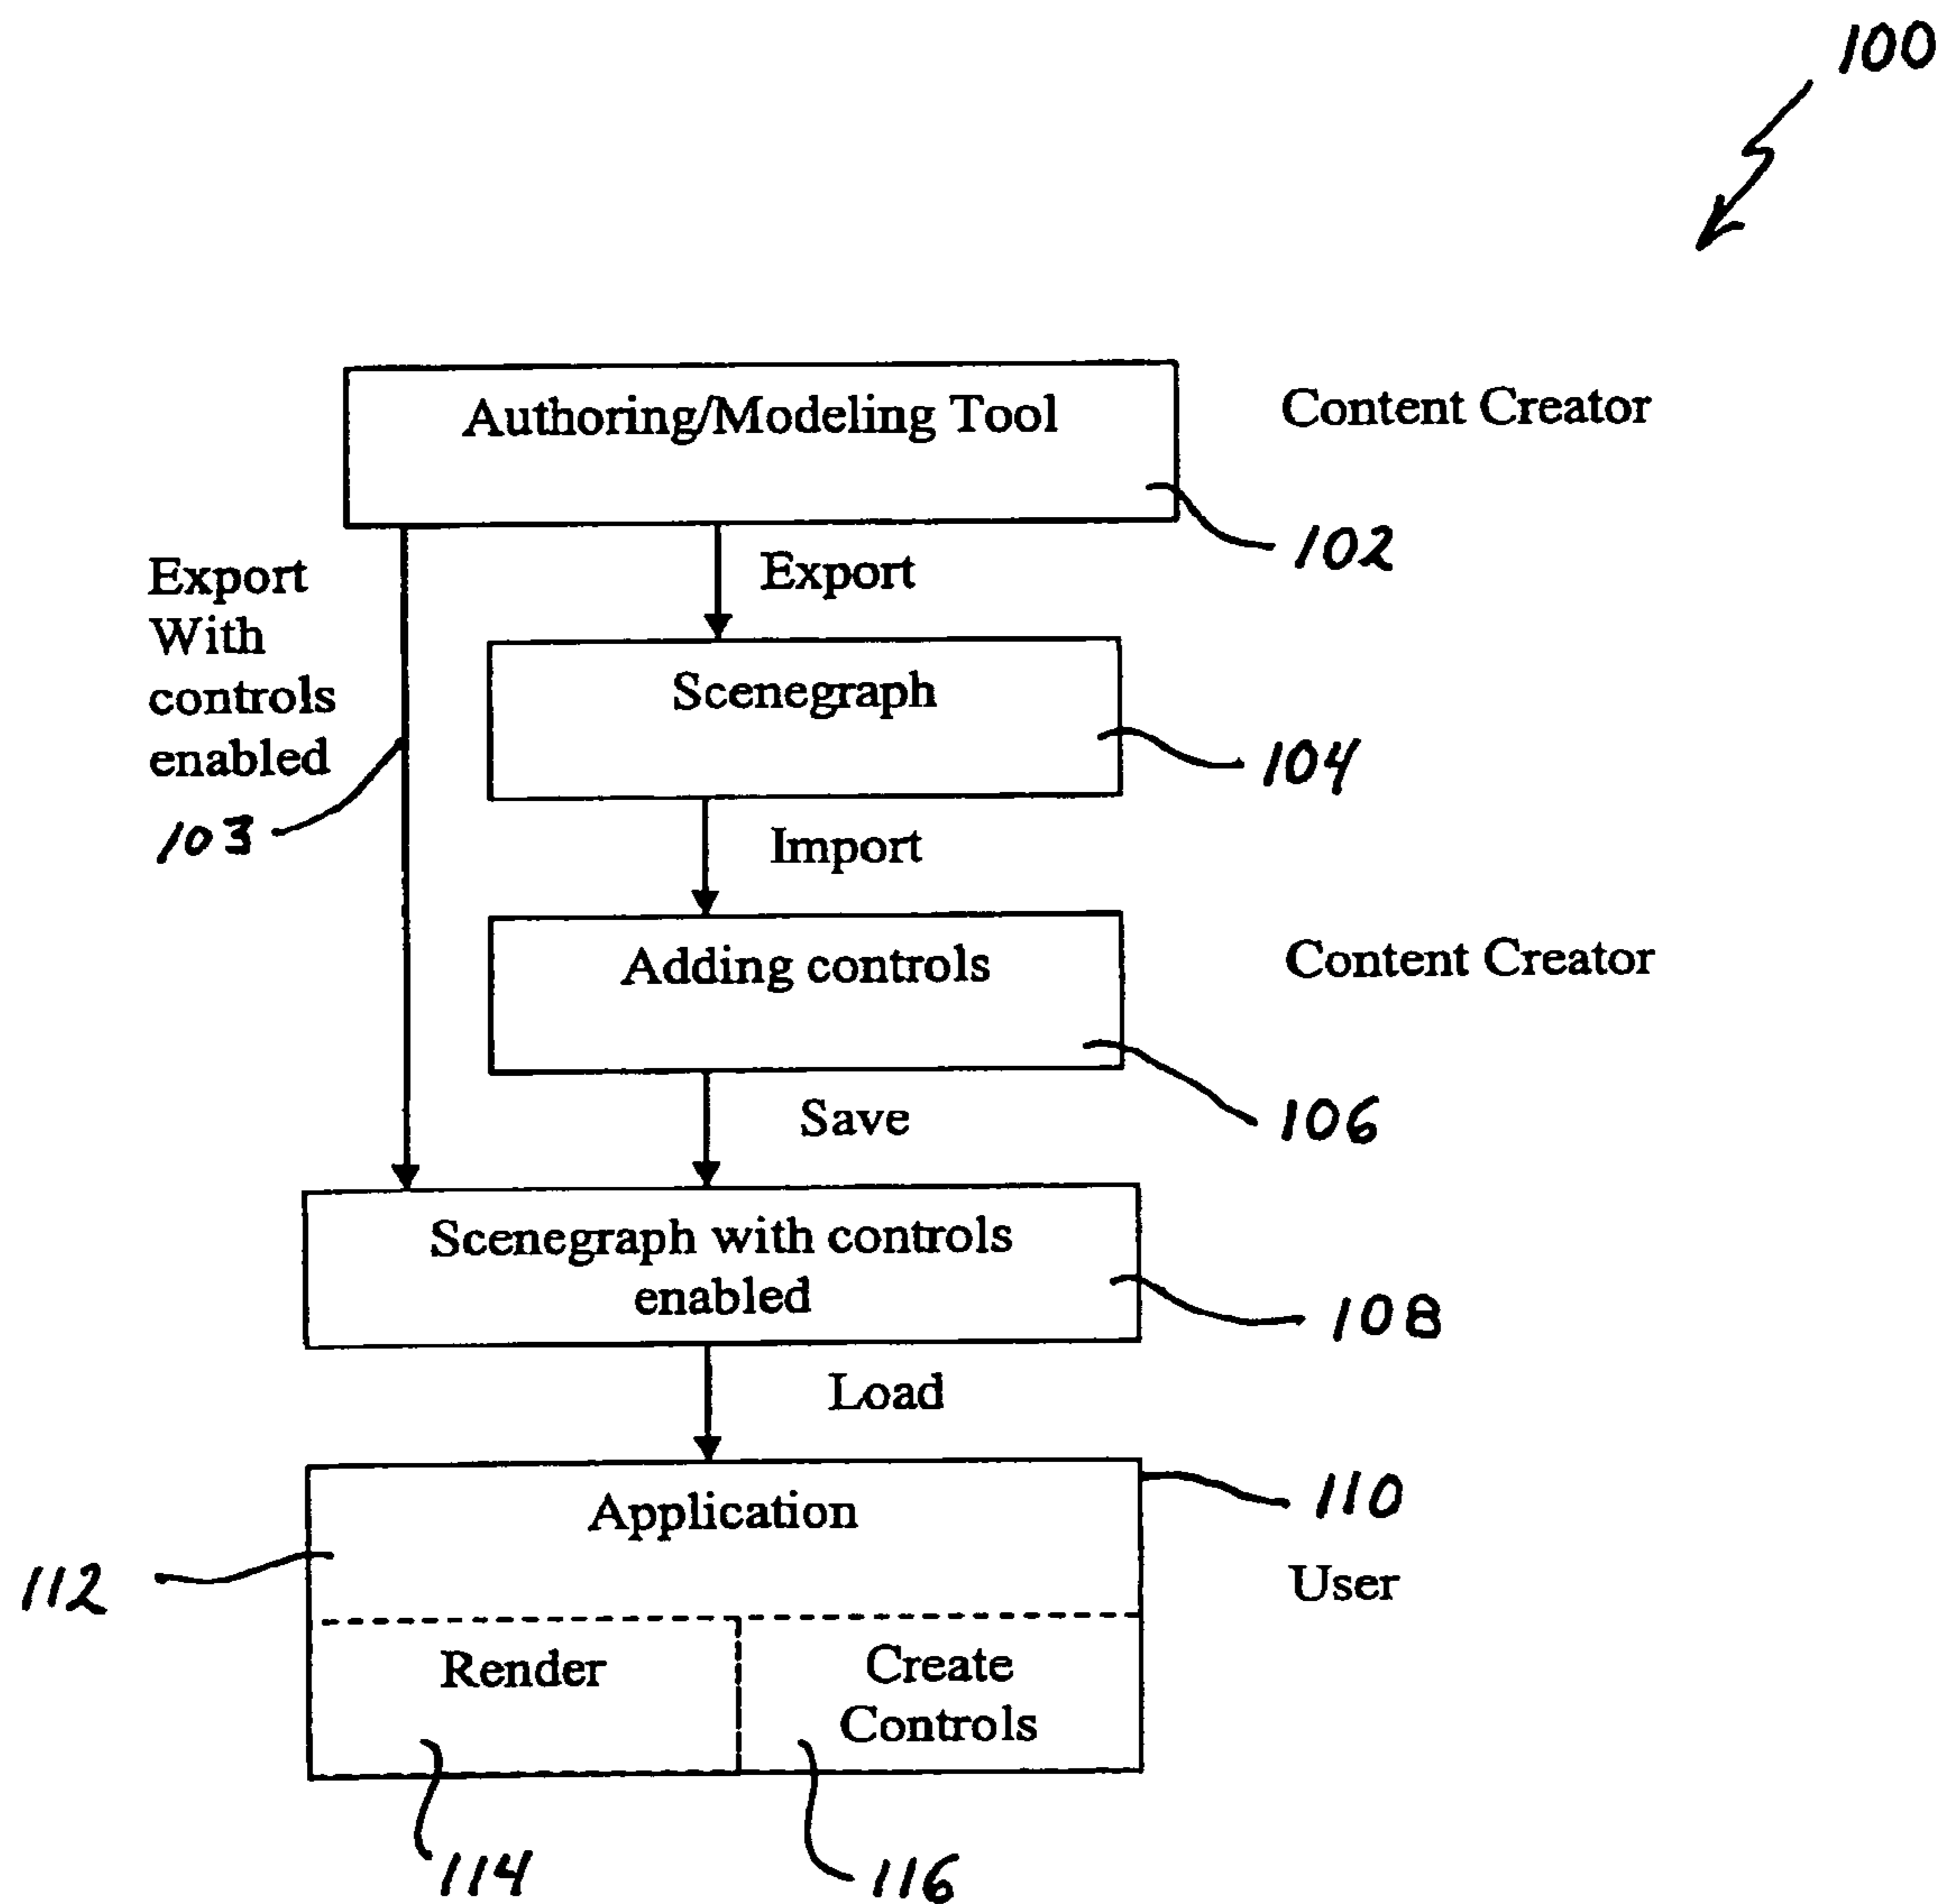 100
Authoring/Modeling Tool
Content Creator
102
Export
With
controls
enabled
103
Export
Scenegraph
104
Import
Adding controls
Content Creator
106
Save
Scenegraph with controls
enabled
108
Load
Application
110
112
User
Render
Create
Controls
114
116